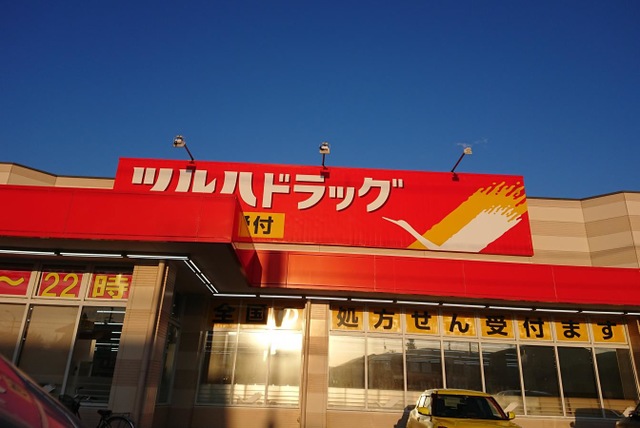 ツルハドラッグ
受付
〜22時
全国の 処方せん受付ます